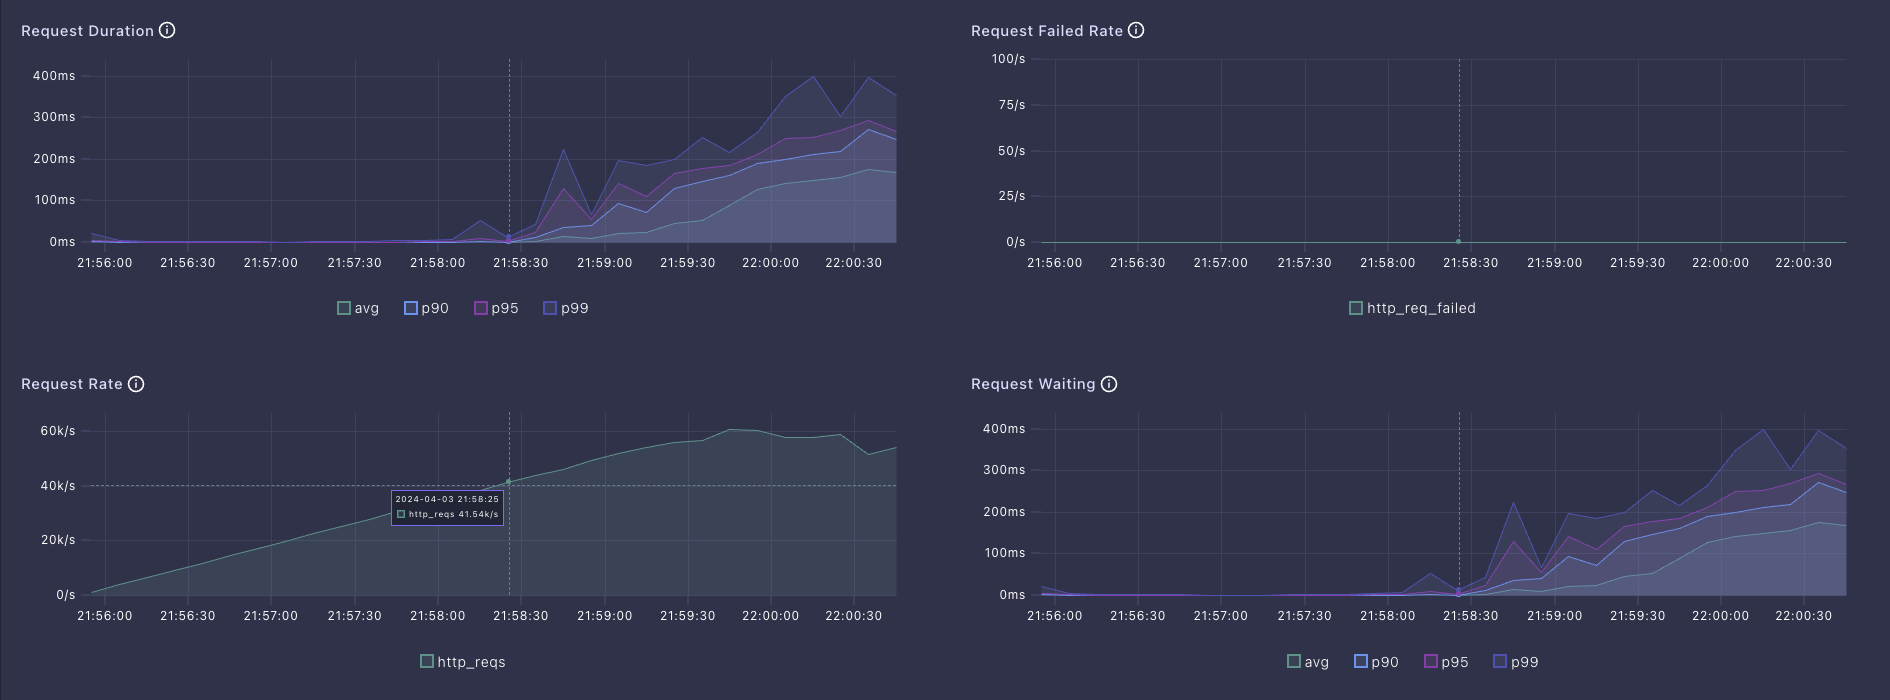 Request Duration
400ms
300ms
200ms
100ms
0ms
21:56:00 21:56:30 21:57:00 21:57:30 21:58:00 21:58:30 21:59:00 21:59:30 22:00:00 22:00:30
avg p90 p95 p99
Request Failed Rate
100/s
75/s
50/s
25/s
0/s
21:56:00 21:56:30 21:57:00 21:57:30 21:58:00 21:58:30 21:59:00 21:59:30 22:00:00 22:00:30
http_req_failed
Request Rate
60k/s
40k/s
20k/s
0/s
2024-04-03 21:58:25
http_reqs 41.54k/s
21:56:00 21:56:30 21:57:00 21:57:30 21:58:00 21:58:30 21:59:00 21:59:30 22:00:00 22:00:30
http_reqs
Request Waiting
400ms
300ms
200ms
100ms
0ms
21:56:00 21:56:30 21:57:00 21:57:30 21:58:00 21:58:30 21:59:00 21:59:30 22:00:00 22:00:30
avg p90 p95 p99